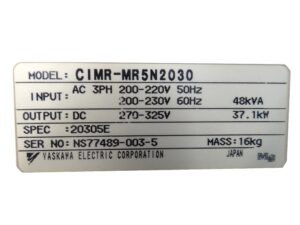 MODEL: CIMR-MR5N2030
INPUT: AC 3PH 200-220V 50Hz
200-230V 60Hz 48kVA
OUTPUT: DC 270-325V 37.1kW
SPEC : 20305E
SER NO: NS77489-003-5 MASS: 16kg
YASKAWA ELECTRIC CORPORATION JAPAN